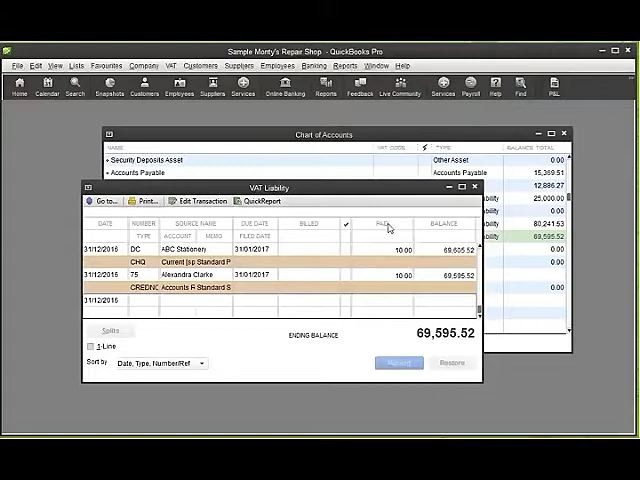 Sample Monty's Repair Shop - QuickBooks Pro
File Edit View Lists Favourites Company VAT Customers Suppliers Employees Banking Reports Window Help
Home Calendar Search Snapshots Customers Employees Suppliers Services Online Banking Reports Feedback Live Community Services Payroll Help Find P&L
Chart of Accounts
NAME VAT CODE TYPE BALANCE TOTAL
Security Deposits Asset Other Asset 0.00
Accounts Payable Accounts Payable 15,369.51
12,886.27
ability 25,000.00
ability 0.00
ability 80,241.53
ability 69,595.52
0.00
0.00
VAT Liability
Go to... Print... Edit Transaction QuickReport
DATE NUMBER SOURCE NAME DUE DATE BILLED PAID BALANCE
TYPE ACCOUNT MEMO FILED DATE
31/12/2016 DC ABC Stationery 31/01/2017 10.00 69,605.52
CHQ Current [sp Standard P
31/12/2016 75 Alexandra Clarke 31/01/2017 10.00 69,595.52
CREDNC Accounts R Standard S
31/12/2016
Splits
ENDING BALANCE 69,595.52
1-Line
Sort by Date, Type, Number/Ref Record Restore